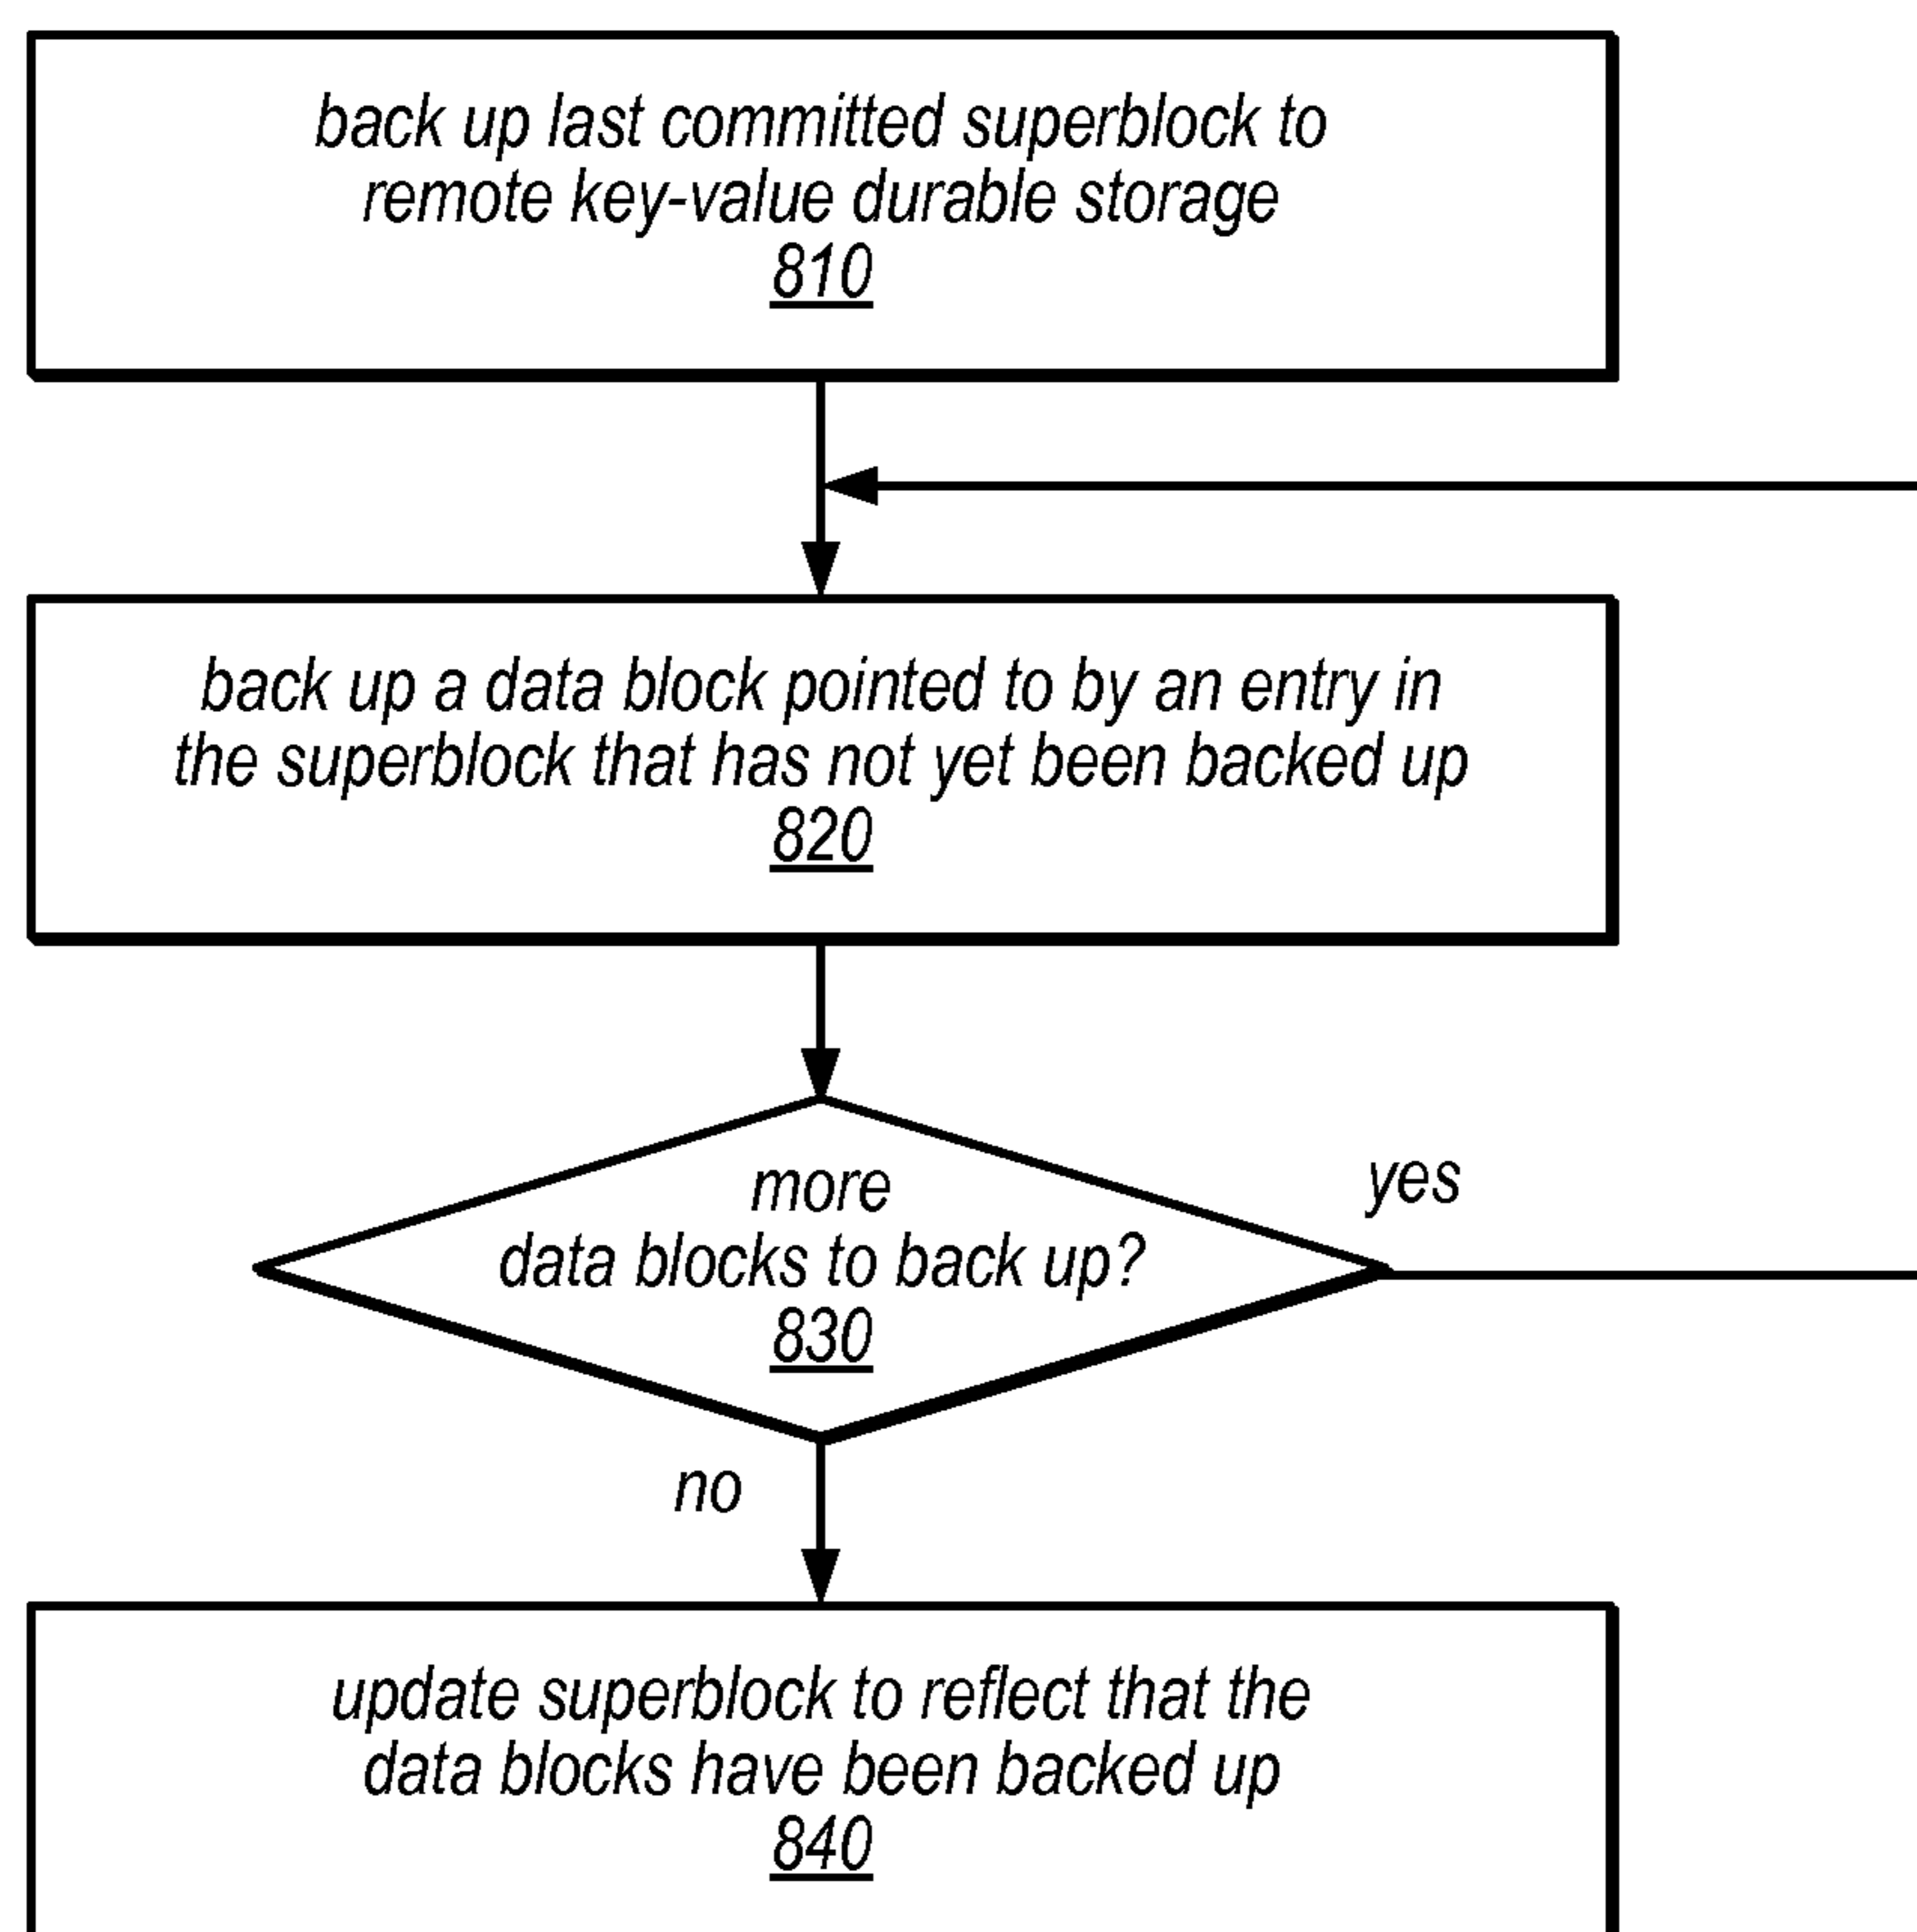 back up last committed superblock to
remote key-value durable storage
810
back up a data block pointed to by an entry in
the superblock that has not yet been backed up
820
more
data blocks to back up?
830
yes
no
update superblock to reflect that the
data blocks have been backed up
840